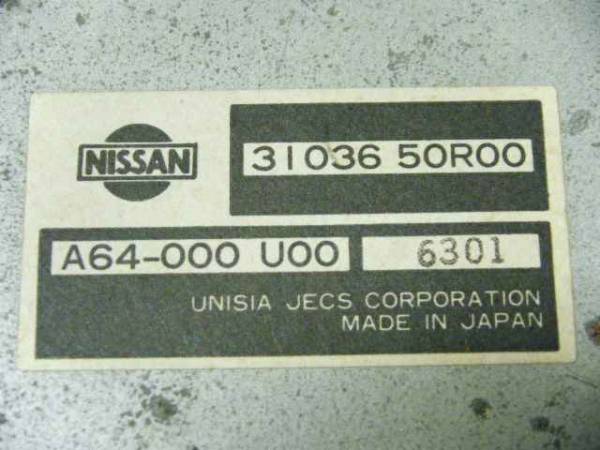 NISSAN
31036 50R00
A64-000 U00 6301
UNISIA JECS CORPORATION
MADE IN JAPAN